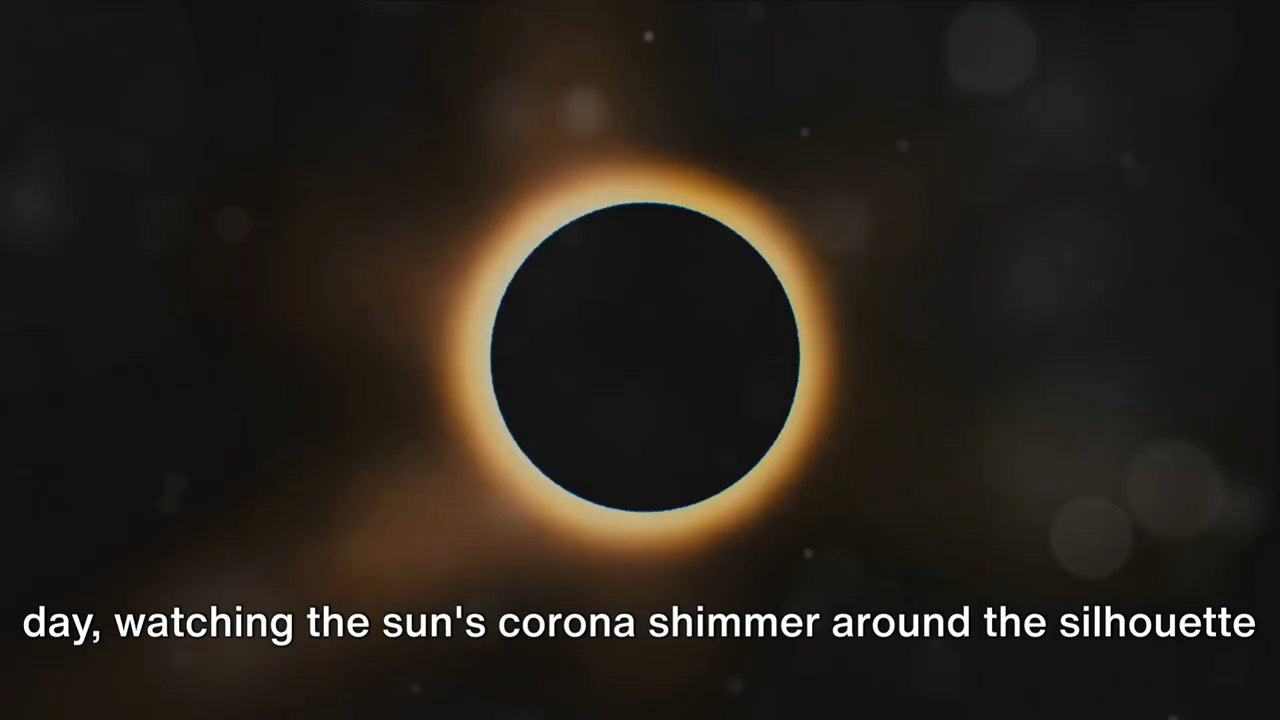 day, watching the sun's corona shimmer around the silhouette